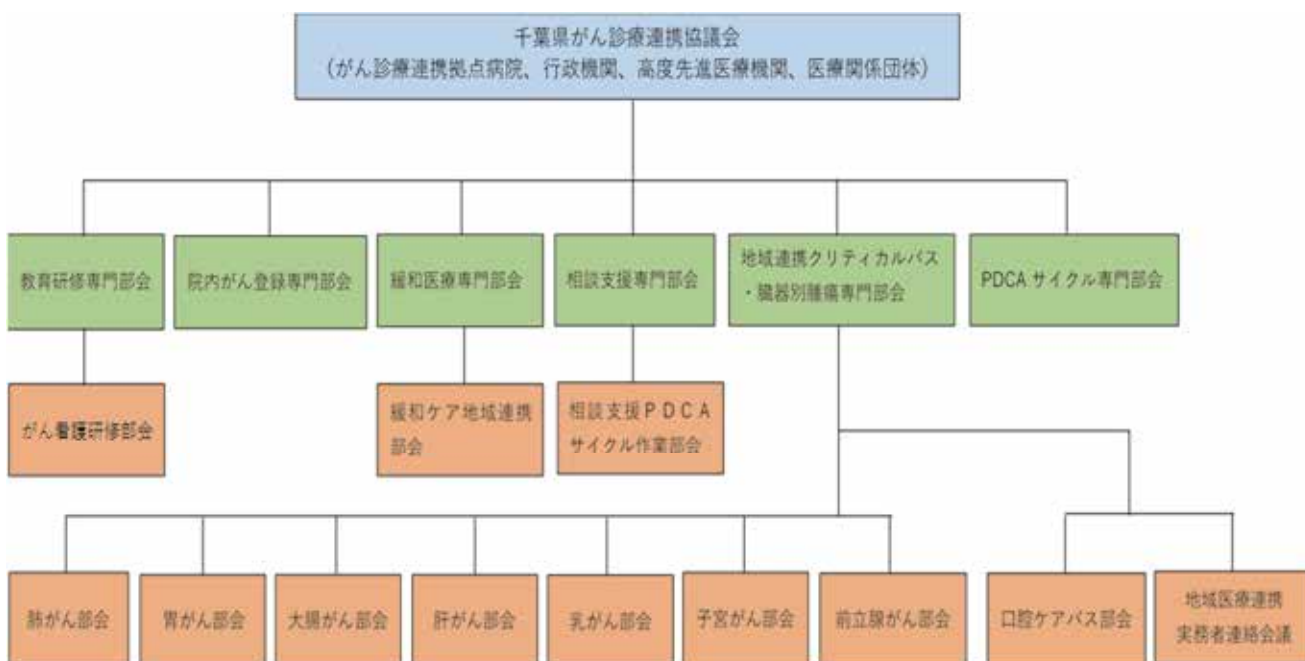 千葉県がん診療連携協議会
（がん診療連携拠点病院、行政機関、高度先進医療機関、医療関係団体）
教育研修専門部会
院内がん登録専門部会
緩和医療専門部会
相談支援専門部会
地域連携クリティカルパス
・臓器別腫瘍専門部会
PDCA サイクル専門部会
がん看護研修部会
緩和ケア地域連携
部会
相談支援ＰＤＣＡ
サイクル作業部会
肺がん部会
胃がん部会
大腸がん部会
肝がん部会
乳がん部会
子宮がん部会
前立腺がん部会
口腔ケアパス部会
地域医療連携
実務者連絡会議